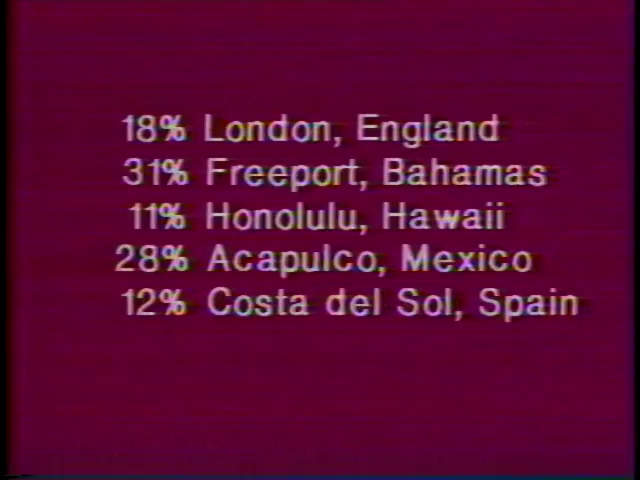 18% London, England
31% Freeport, Bahamas
11% Honolulu, Hawaii
28% Acapulco, Mexico
12% Costa del Sol, Spain